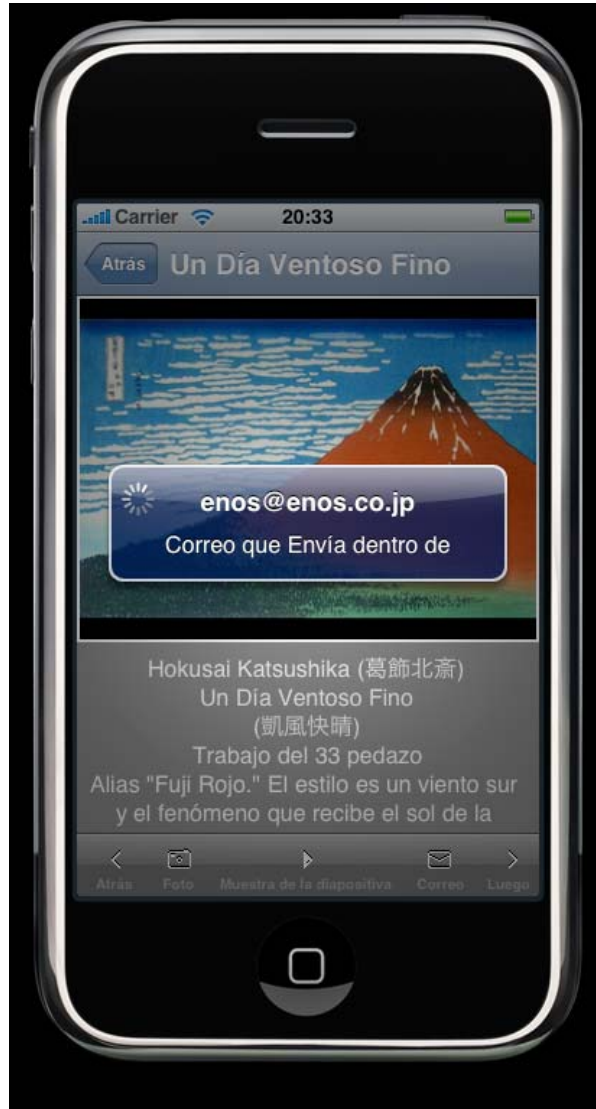 Carrier 20:33
Atrás Un Día Ventoso Fino
enos@enos.co.jp
Correo que Envía dentro de
Hokusai Katsushika (葛飾北斎)
Un Día Ventoso Fino
(凱風快晴)
Trabajo del 33 pedazo
Alias "Fuji Rojo." El estilo es un viento sur
y el fenómeno que recibe el sol de la
Atrás Foto Muestra de la diapositiva Correo Luego